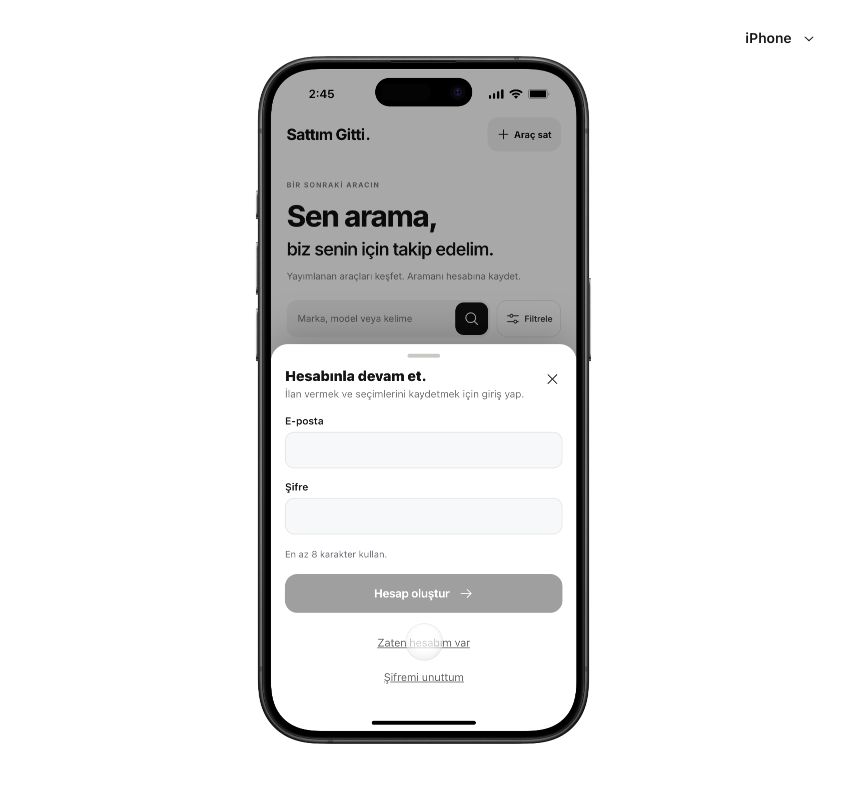 iPhone
2:45
Sattım Gitti.
Araç sat
BİR SONRAKİ ARACIN
Sen arama,
biz senin için takip edelim.
Yayımlanan araçları keşfet. Aramanı hesabına kaydet.
Marka, model veya kelime
Filtrele
Hesabınla devam et.
İlan vermek ve seçimlerini kaydetmek için giriş yap.
E-posta
Şifre
En az 8 karakter kullan.
Hesap oluştur
Zaten hesabım var
Şifremi unuttum